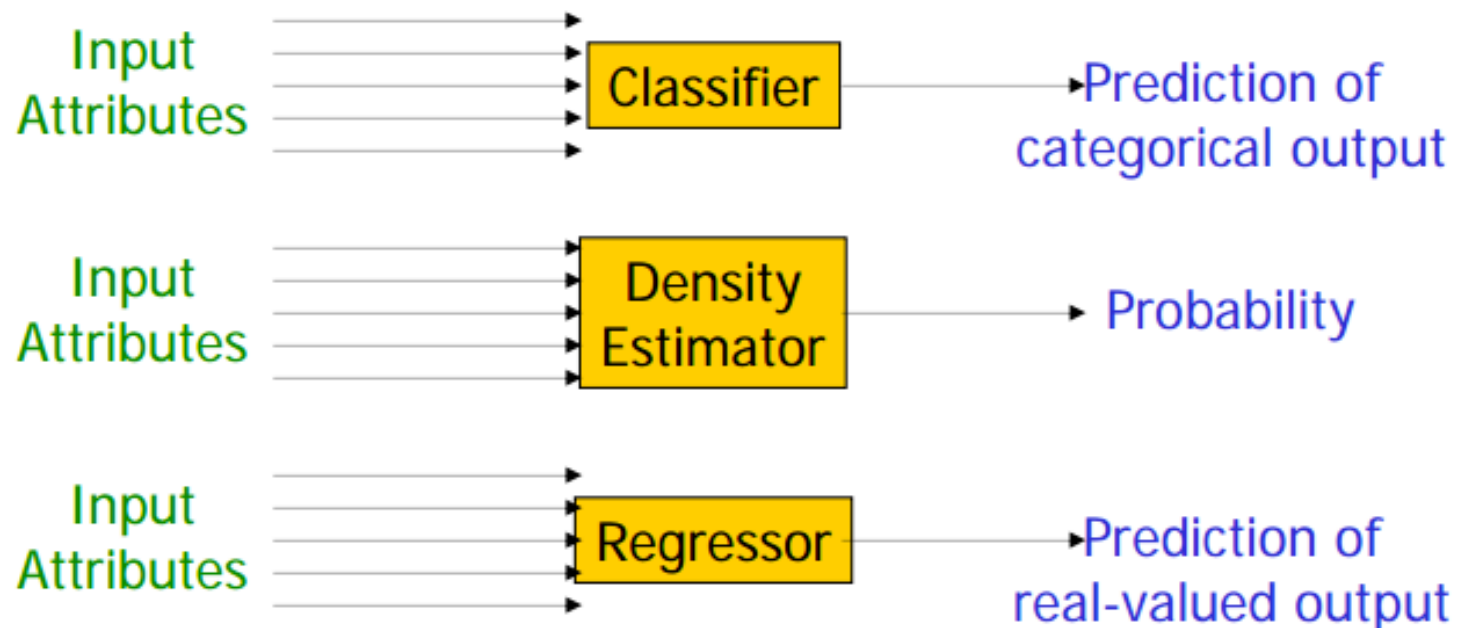 Input
Attributes
Classifier
Prediction of
categorical output
Input
Attributes
Density
Estimator
Probability
Input
Attributes
Regressor
Prediction of
real-valued output